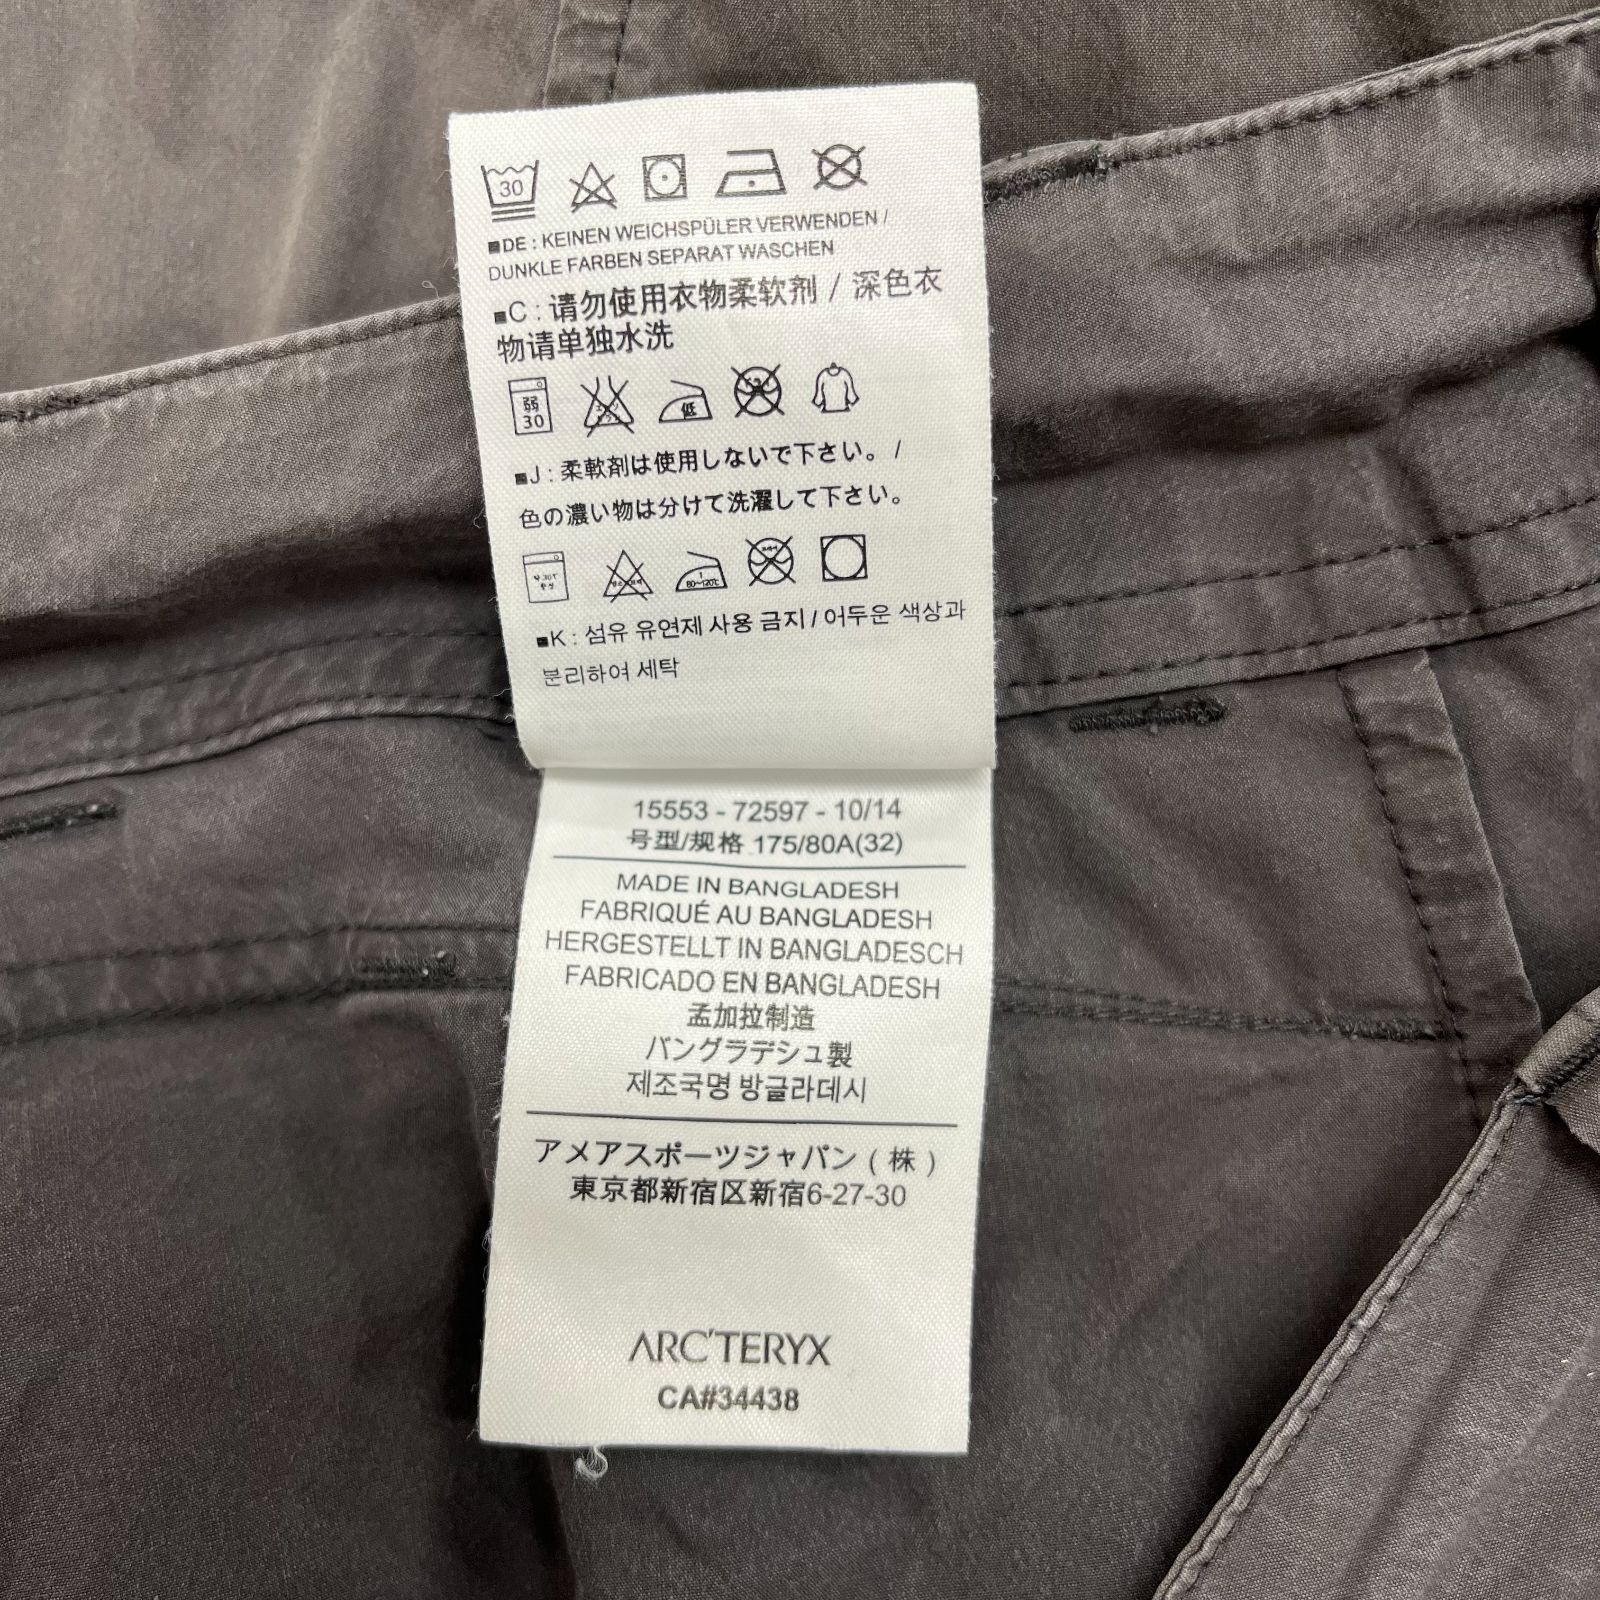 30
■DE : KEINEN WEICHSPÜLER VERWENDEN /
DUNKLE FARBEN SEPARAT WASCHEN
■C : 请勿使用衣物柔软剂 / 深色衣
物请单独水洗
弱 低
30
■J : 柔軟剤は使用しないで下さい。 /
色の濃い物は分けて洗濯して下さい。
80~120℃
■K : 섬유 유연제 사용 금지 / 어두운 색상과
분리하여 세탁
15553 - 72597 - 10/14
号型/规格 175/80A(32)
MADE IN BANGLADESH
FABRIQUÉ AU BANGLADESH
HERGESTELLT IN BANGLADESCH
FABRICADO EN BANGLADESH
孟加拉制造
バングラデシュ製
제조국명 방글라데시
アメアスポーツジャパン ( 株 )
東京都新宿区新宿6-27-30
ARC'TERYX
CA#34438